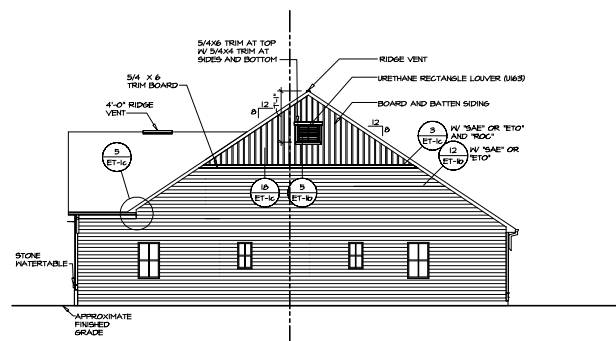 5/4X6 TRIM AT TOP
W/ 5/4X4 TRIM AT
SIDES AND BOTTOM
RIDGE VENT
5/4 X 6
TRIM BOARD
URETHANE RECTANGLE LOUVER (U163)
4'-0" RIDGE
VENT
BOARD AND BATTEN SIDING
12
8
12
8
3
ET-1c
W/ "SAE" OR "ETO"
AND "ROC"
5
ET-1c
12
ET-1b
W/ "SAE" OR
"ETO"
18
ET-1c
5
ET-1b
STONE
WATERTABLE
APPROXIMATE
FINISHED
GRADE